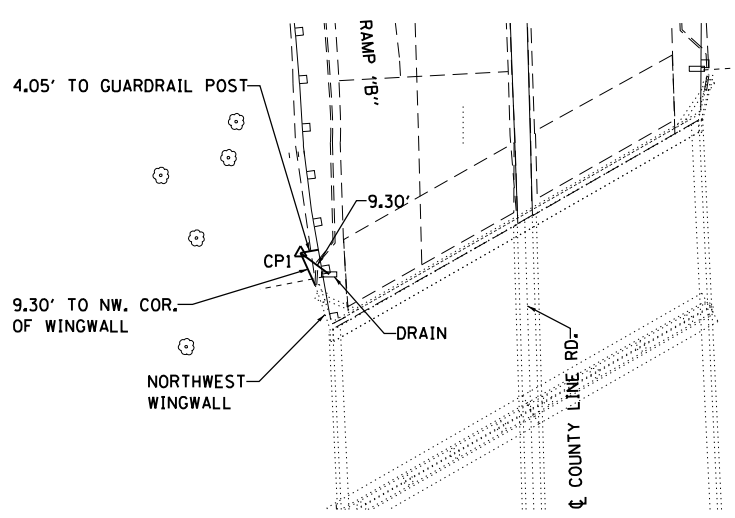 RAMP "B"
4.05' TO GUARDRAIL POST
9.30'
CP1
9.30' TO NW. COR.
OF WINGWALL
DRAIN
NORTHWEST
WINGWALL
℄ COUNTY LINE RD.